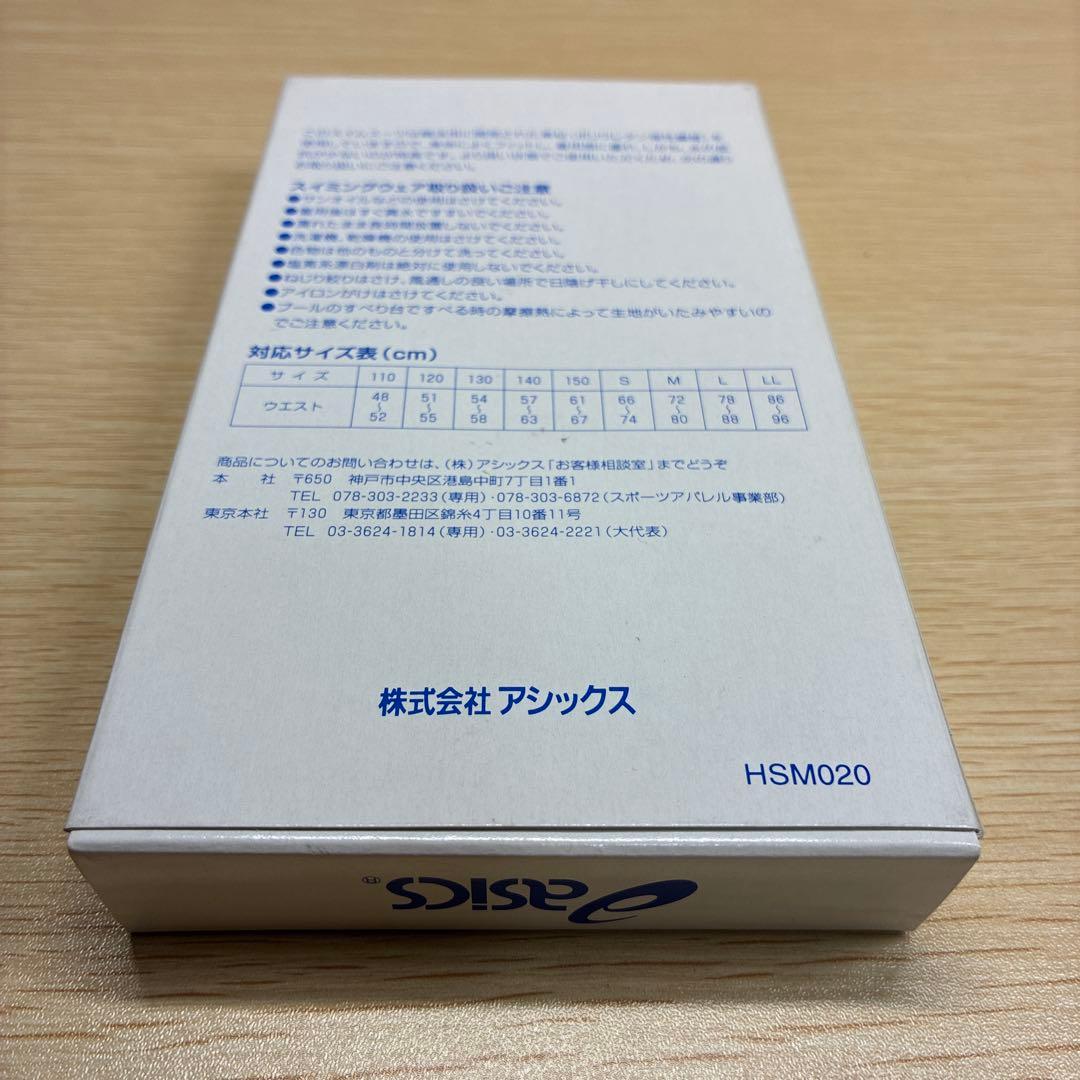 スイミングウェア取り扱いご注意
●サンオイルなどの使用はさけてください。
●着用後はすぐ真水ですすいでください。
●濡れたまま長時間放置しないでください。
●洗濯機、乾燥機の使用はさけてください。
●色物は他のものと分けて洗ってください。
●塩素系漂白剤は絶対に使用しないでください。
●ねじり絞りはさけ、風通しの良い場所で日陰げ干しにしてください。
●アイロンがけはさけてください。
●プールのすべり台ですべる時の摩擦熱によって生地がいたみやすいの
でご注意ください。
対応サイズ表(cm)
サイズ 110 120 130 140 150 S M L LL
ウエスト 48〜52 51〜55 54〜58 57〜63 61〜67 66〜74 72〜80 78〜88 86〜96
商品についてのお問い合わせは、(株)アシックス「お客様相談室」までどうぞ
本 社 〒650 神戸市中央区港島中町7丁目1番1
TEL 078-303-2233(専用)・078-303-6872(スポーツアパレル事業部)
東京本社 〒130 東京都墨田区錦糸4丁目10番11号
TEL 03-3624-1814(専用)・03-3624-2221(大代表)
株式会社 アシックス
HSM020
asics®